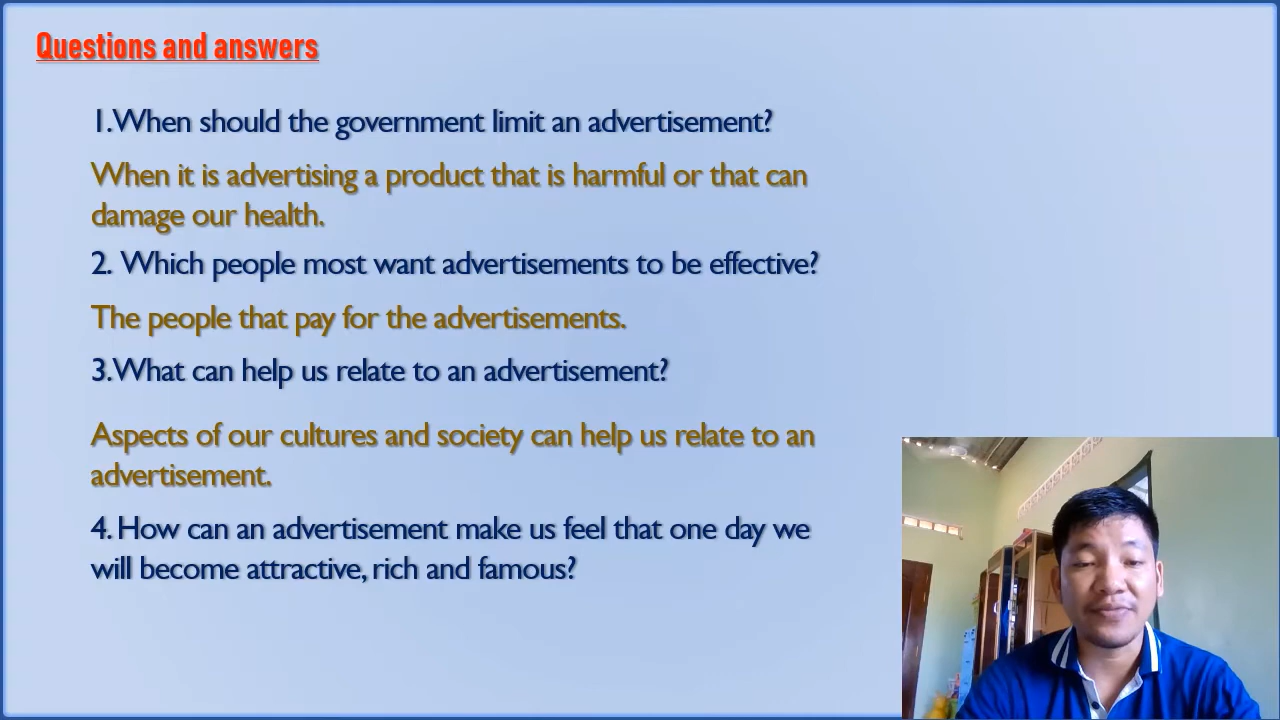 Questions and answers
1.When should the government limit an advertisement?
When it is advertising a product that is harmful or that can
damage our health.
2. Which people most want advertisements to be effective?
The people that pay for the advertisements.
3.What can help us relate to an advertisement?
Aspects of our cultures and society can help us relate to an
advertisement.
4. How can an advertisement make us feel that one day we
will become attractive, rich and famous?